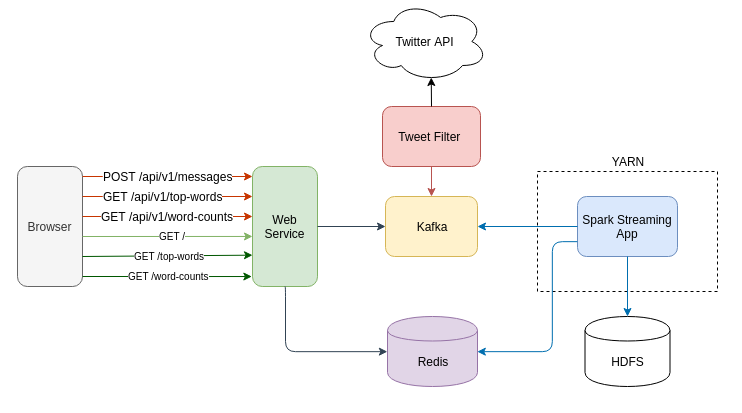 Twitter API
Tweet Filter
YARN
POST /api/v1/messages
GET /api/v1/top-words
GET /api/v1/word-counts
GET /
GET /top-words
GET /word-counts
Browser
Web
Service
Kafka
Spark Streaming
App
Redis
HDFS